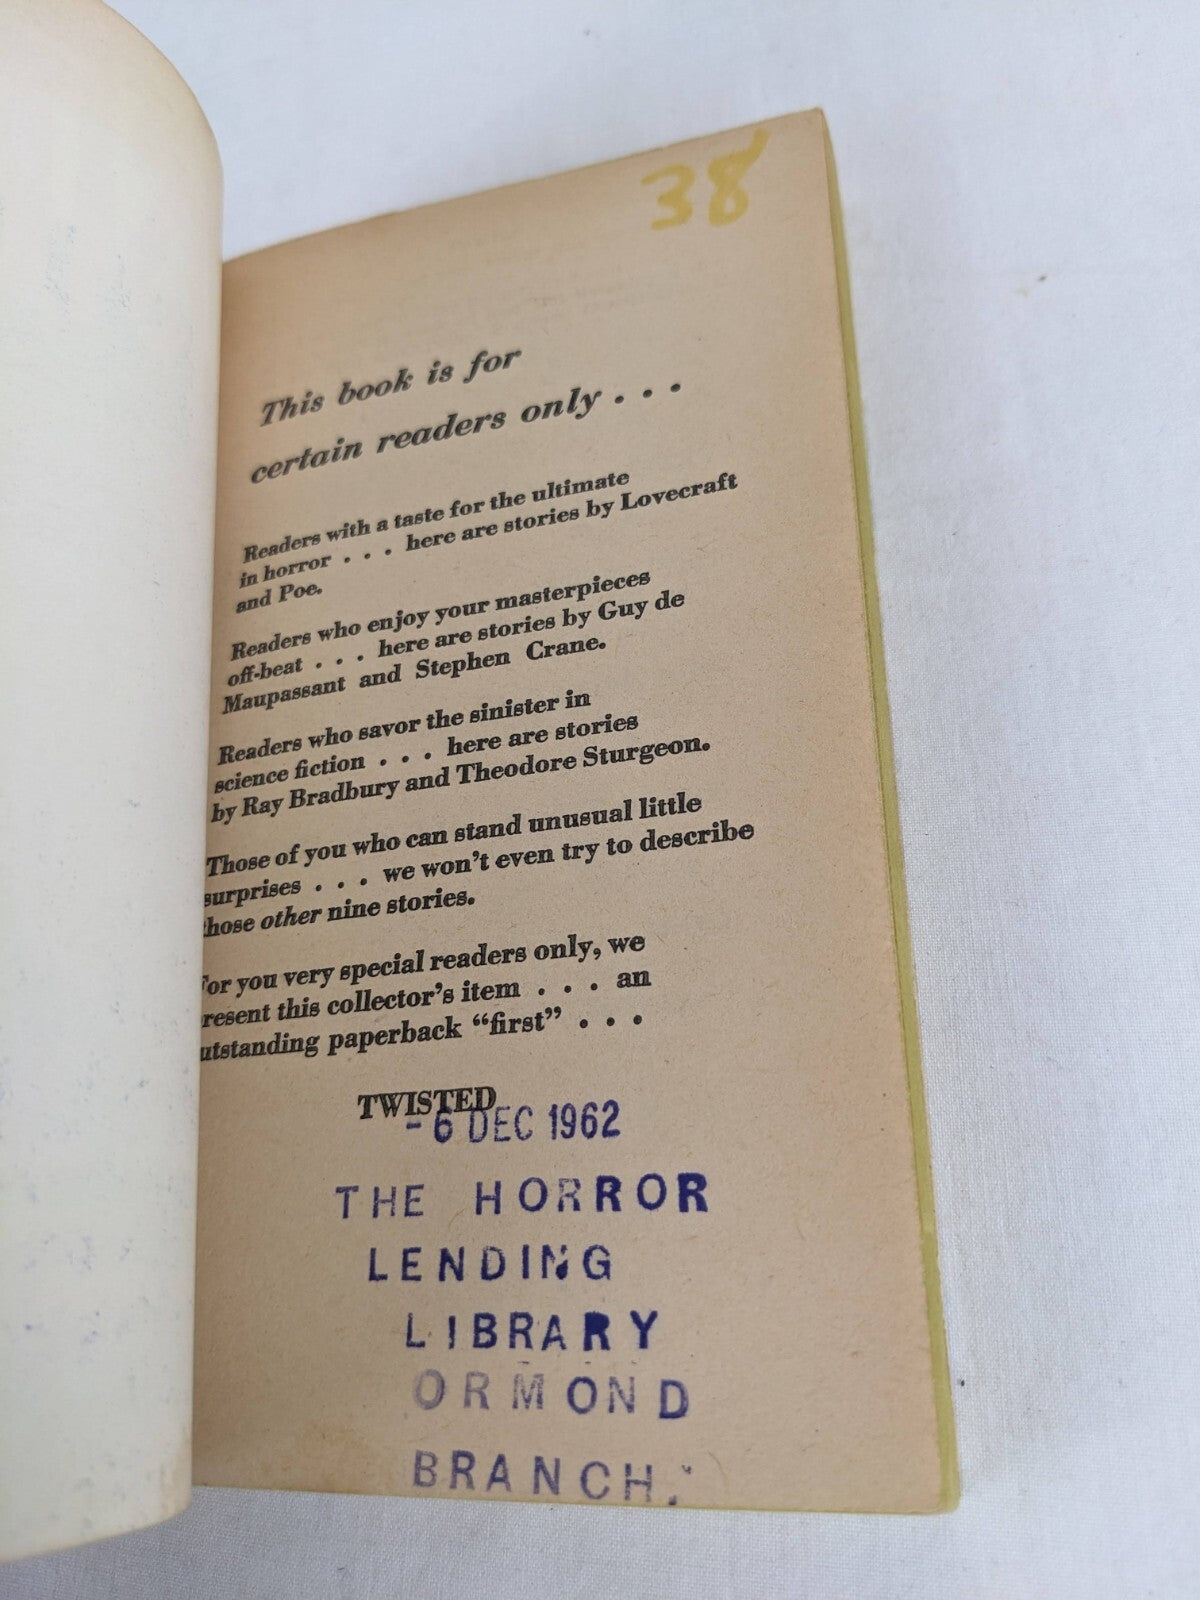 38
This book is for
certain readers only . . .
Readers with a taste for the ultimate
in horror . . . here are stories by Lovecraft
and Poe.
Readers who enjoy your masterpieces
off-beat . . . here are stories by Guy de
Maupassant and Stephen Crane.
Readers who savor the sinister in
science fiction . . . here are stories
by Ray Bradbury and Theodore Sturgeon.
Those of you who can stand unusual little
surprises . . . we won't even try to describe
those other nine stories.
For you very special readers only, we
resent this collector's item . . . an
utstanding paperback "first" . . .
TWISTED
- 6 DEC 1962
THE HORROR
LENDING
LIBRARY
ORMOND
BRANCH.